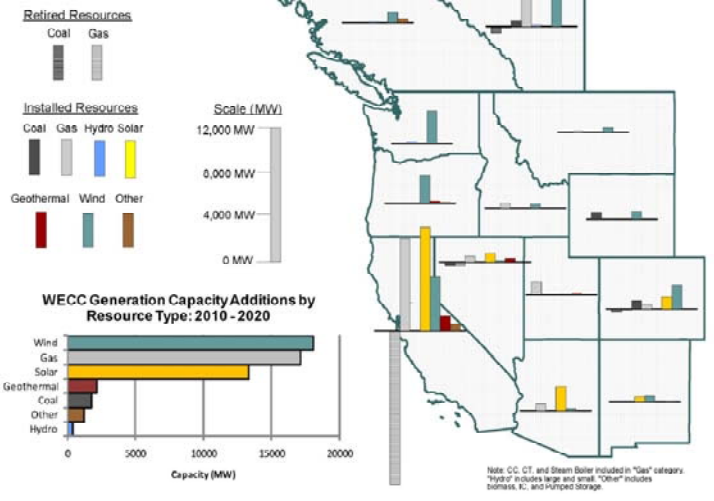 Retired Resources
Coal Gas
Installed Resources
Coal Gas Hydro Solar
Geothermal Wind Other
Scale (MW)
12,000 MW
8,000 MW
4,000 MW
0 MW
WECC Generation Capacity Additions by
Resource Type: 2010 - 2020
Wind
Gas
Solar
Geothermal
Coal
Other
Hydro
0 5000 10000 15000 20000
Capacity (MW)
Note: CC, CT, and Steam Boiler included in "Gas" category.
"Hydro" includes large and small. "Other" includes
biomass, IC, and Pumped Storage.